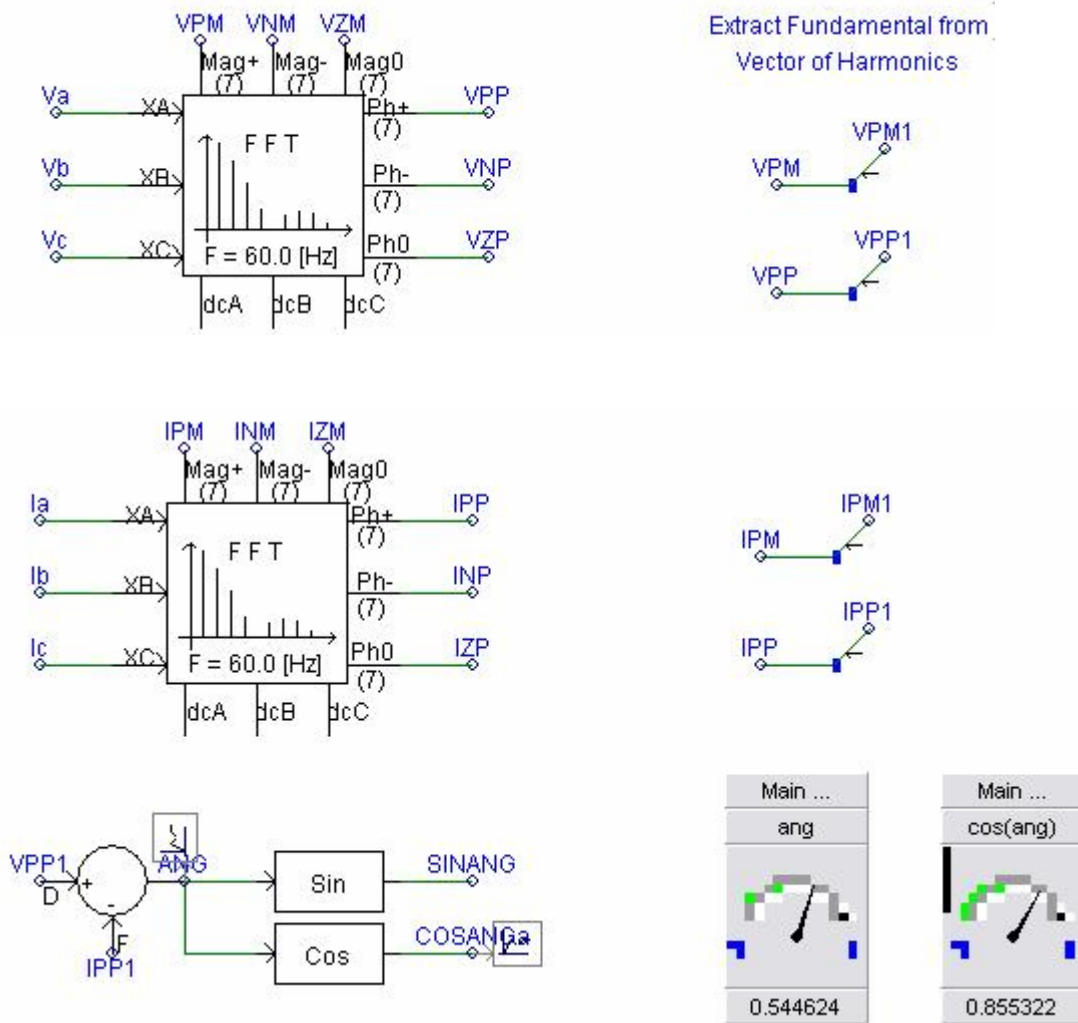 VPM VNM VZM
Mag+ Mag- Mag0
(7) (7) (7)
Va XA Ph+ VPP
(7)
F F T
Vb XB Ph- VNP
(7)
Vc XC Ph0 VZP
F = 60.0 [Hz] (7)
dcA dcB dcC
Extract Fundamental from
Vector of Harmonics
VPM1
VPM
VPP1
VPP
IPM INM IZM
Mag+ Mag- Mag0
(7) (7) (7)
Ia XA Ph+ IPP
(7)
F F T
Ib XB Ph- INP
(7)
Ic XC Ph0 IZP
F = 60.0 [Hz] (7)
dcA dcB dcC
IPM1
IPM
IPP1
IPP
VPP1 + ANG Sin SINANG
D
-
F
IPP1
Cos COSANGa
Main ...
ang
0.544624
Main ...
cos(ang)
0.855322